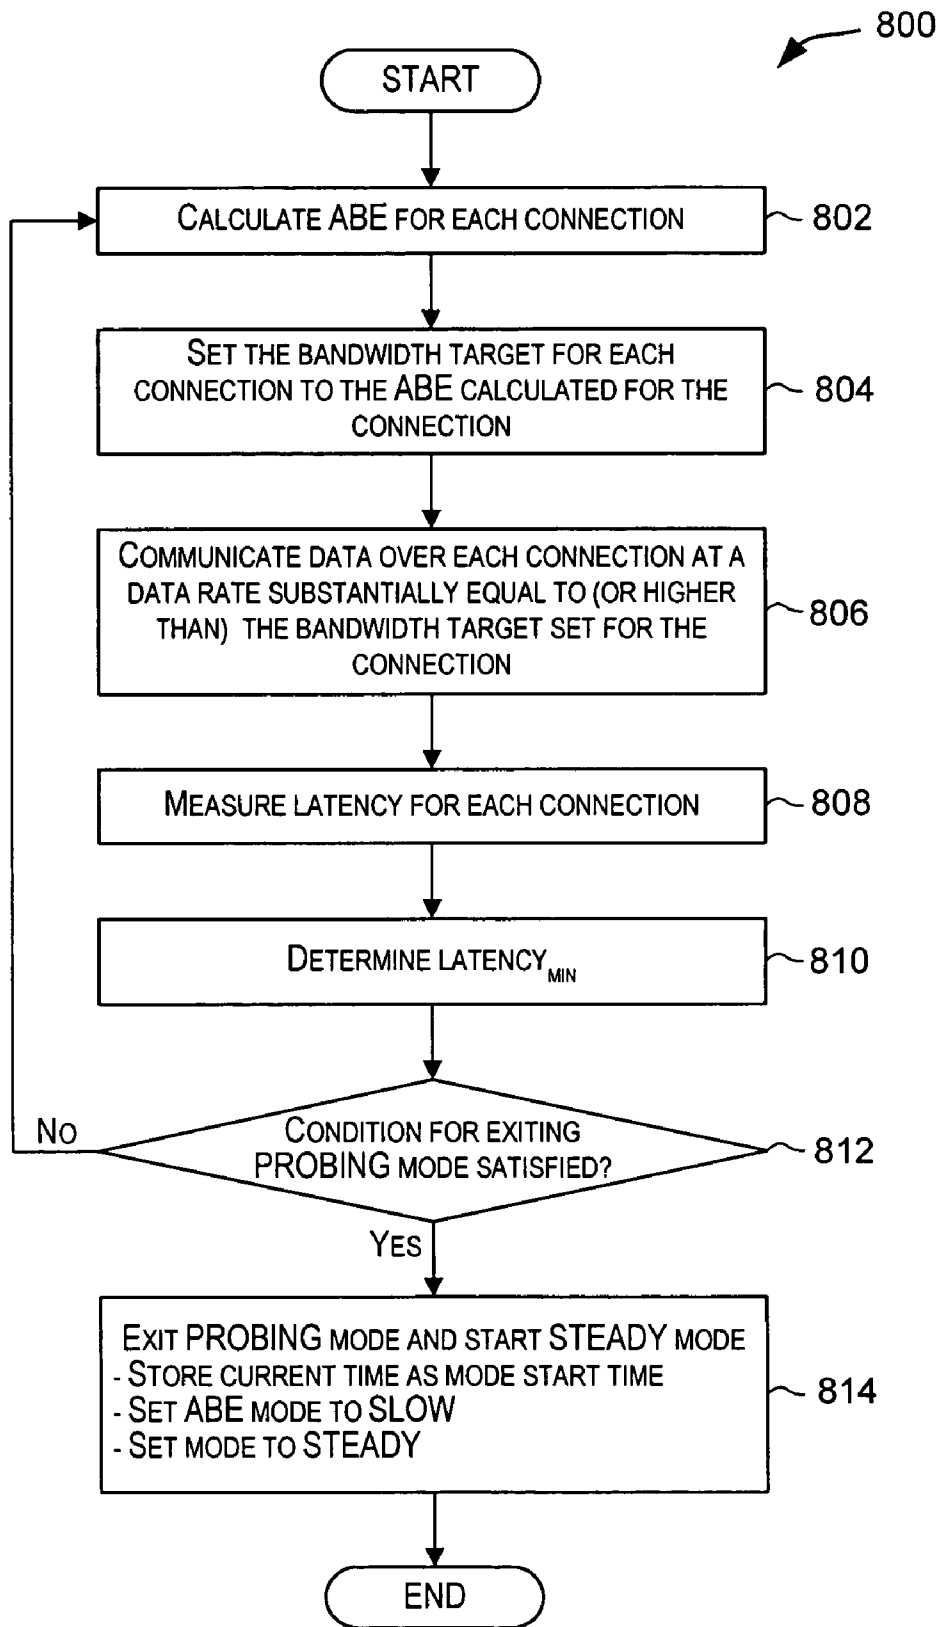 800
START
CALCULATE ABE FOR EACH CONNECTION
802
SET THE BANDWIDTH TARGET FOR EACH
CONNECTION TO THE ABE CALCULATED FOR THE
CONNECTION
804
COMMUNICATE DATA OVER EACH CONNECTION AT A
DATA RATE SUBSTANTIALLY EQUAL TO (OR HIGHER
THAN) THE BANDWIDTH TARGET SET FOR THE
CONNECTION
806
MEASURE LATENCY FOR EACH CONNECTION
808
DETERMINE LATENCY MIN
810
NO
CONDITION FOR EXITING
PROBING MODE SATISFIED?
812
YES
EXIT PROBING MODE AND START STEADY MODE
- STORE CURRENT TIME AS MODE START TIME
- SET ABE MODE TO SLOW
- SET MODE TO STEADY
814
END